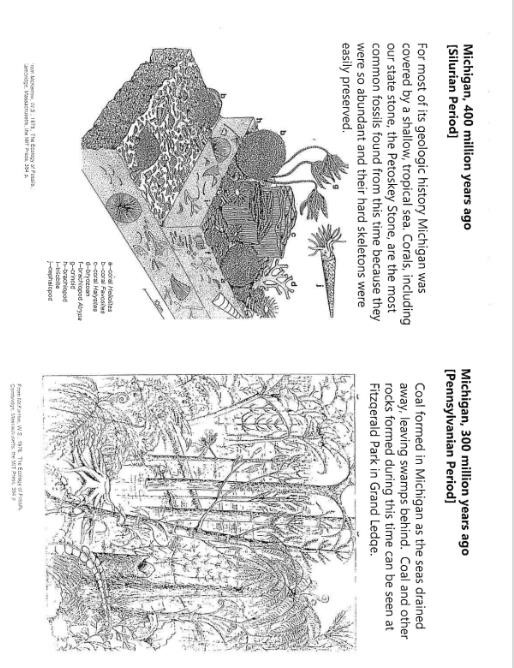 Michigan, 400 million years ago
[Silurian Period]
For most of its geologic history Michigan was
covered by a shallow, tropical sea. Corals, including
our state stone, the Petoskey Stone, are the most
common fossils found from this time because they
were so abundant and their hard skeletons were
easily preserved.
b
b
b
g
c
d
j
a–coral Heliolites
b–coral Favosites
c–coral Halysites
d–bryozoan
f–brachiopod Atrypa
g–crinoid
h–brachiopod
i–trilobite
j–cephalopod
From McKerrow, W.S., 1978, The Ecology of Fossils,
Cambridge, Massachusetts, the MIT Press, 384 p.
Michigan, 300 million years ago
[Pennsylvanian Period]
Coal formed in Michigan as the seas drained
away, leaving swamps behind. Coal and other
rocks formed during this time can be seen at
Fitzgerald Park in Grand Ledge.
From McKerrow, W.S., 1978, The Ecology of Fossils,
Cambridge, Massachusetts, the MIT Press, 384 p.